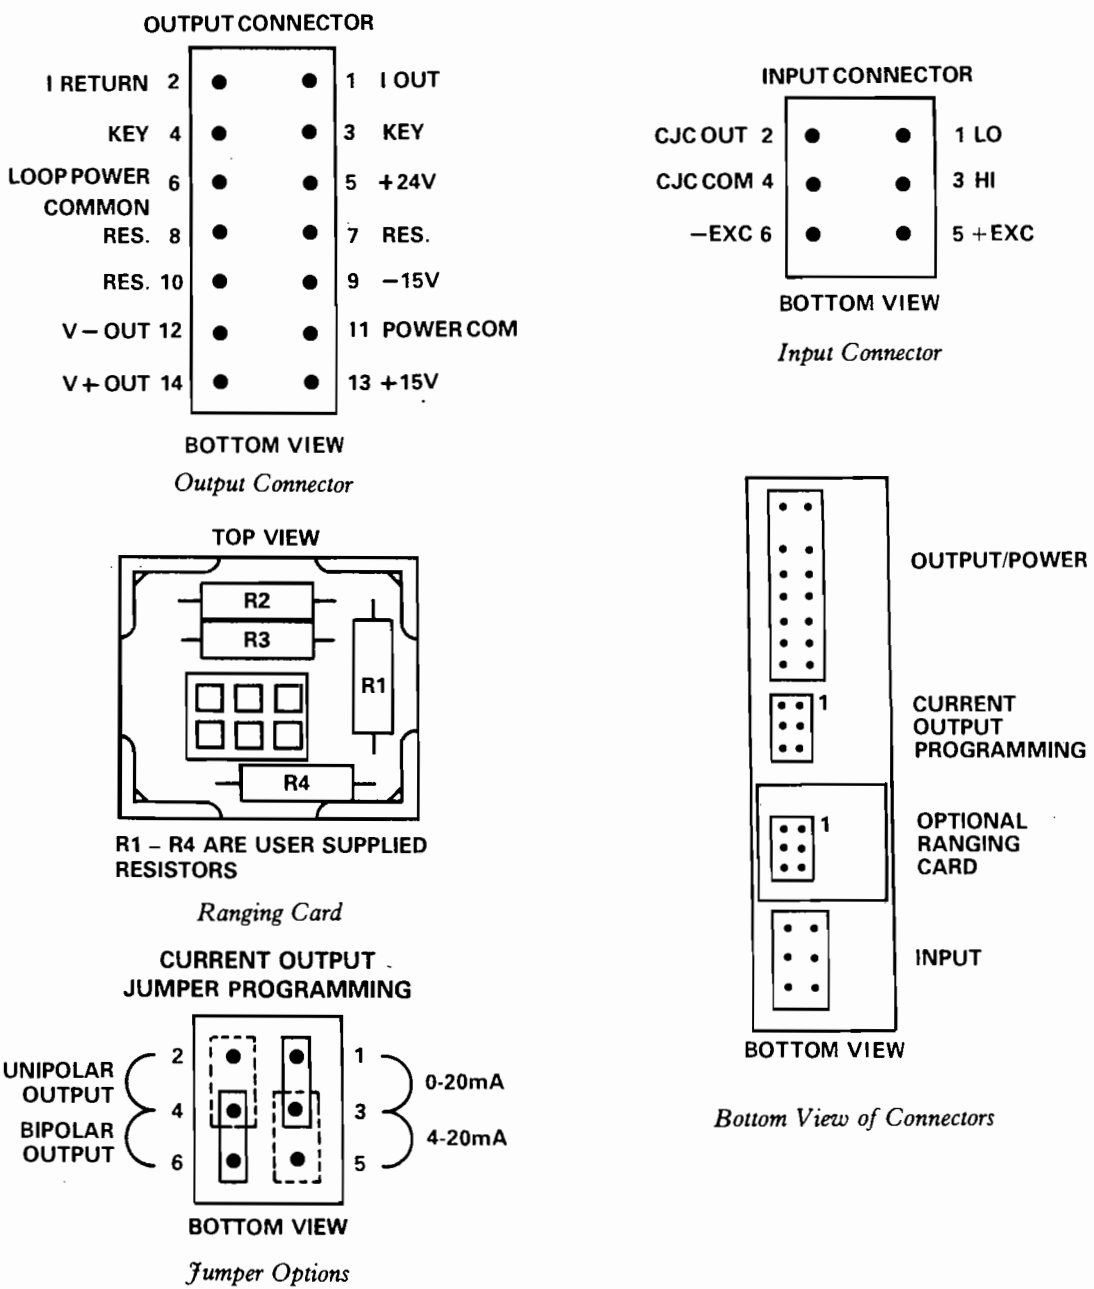 OUTPUT CONNECTOR
I RETURN 2 1 I OUT
KEY 4 3 KEY
LOOP POWER COMMON 6 5 +24V
RES. 8 7 RES.
RES. 10 9 −15V
V − OUT 12 11 POWER COM
V + OUT 14 13 +15V
BOTTOM VIEW
Output Connector
INPUT CONNECTOR
CJC OUT 2 1 LO
CJC COM 4 3 HI
−EXC 6 5 +EXC
BOTTOM VIEW
Input Connector
TOP VIEW
R2
R3
R1
R4
R1 – R4 ARE USER SUPPLIED
RESISTORS
Ranging Card
OUTPUT/POWER
1 CURRENT
OUTPUT
PROGRAMMING
1 OPTIONAL
RANGING
CARD
INPUT
BOTTOM VIEW
Bottom View of Connectors
CURRENT OUTPUT
JUMPER PROGRAMMING
UNIPOLAR
OUTPUT
BIPOLAR
OUTPUT
2 1
4 3
6 5
0-20mA
4-20mA
BOTTOM VIEW
Jumper Options